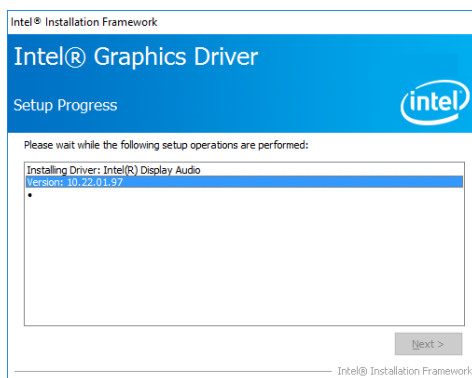 Intel® Installation Framework
Intel® Graphics Driver
Setup Progress
intel
Please wait while the following setup operations are performed:
Installing Driver: Intel(R) Display Audio
Version: 10.22.01.97
•
Next >
Intel® Installation Framework